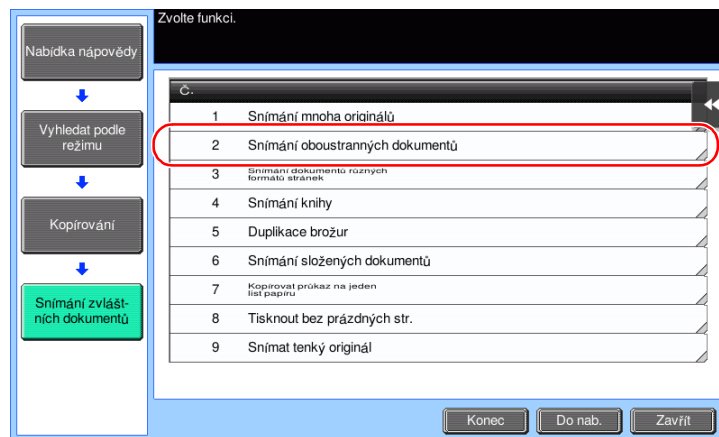 Zvolte funkci.
Nabídka nápovědy
Vyhledat podle
režimu
Kopírování
Snímání zvlášt-
ních dokumentů
Č.
1 Snímání mnoha originálů
2 Snímání oboustranných dokumentů
3 Snímání dokumentů různých
formátů stránek
4 Snímání knihy
5 Duplikace brožur
6 Snímání složených dokumentů
7 Kopírovat průkaz na jeden
list papíru
8 Tisknout bez prázdných str.
9 Snímat tenký originál
Konec Do nab. Zavřít